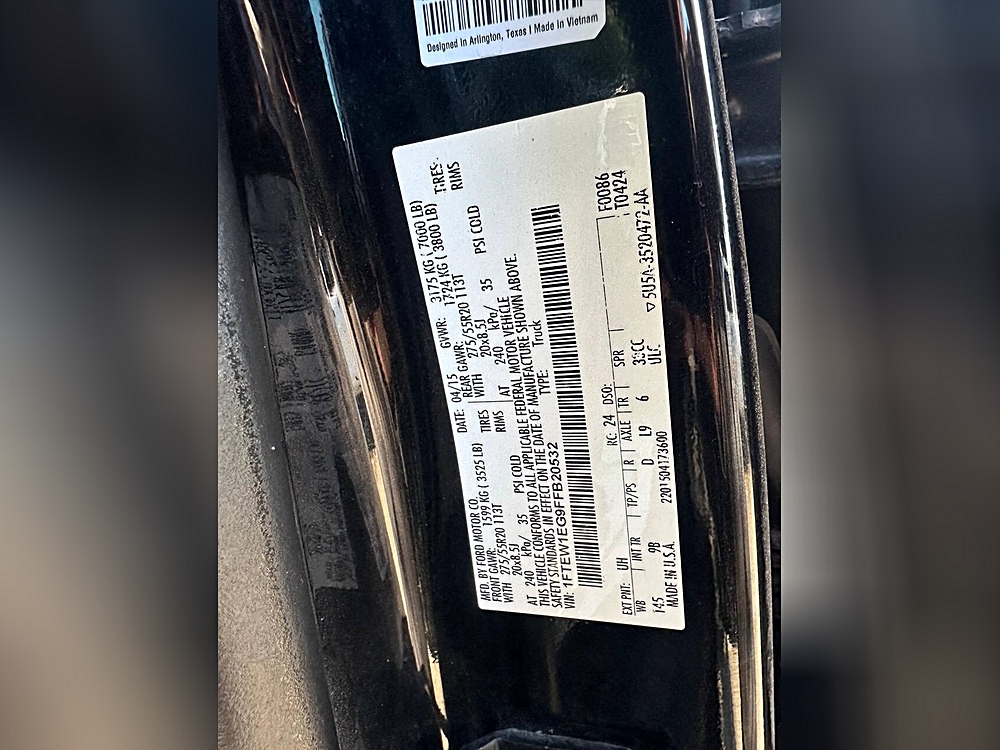 Designed in Arlington, Texas | Made in Vietnam
MFD. BY FORD MOTOR CO.
DATE: 04/15 GVWR: 3175 KG ( 7000 LB)
FRONT GAWR: 1599 KG ( 3525 LB) REAR GAWR: 1724 KG ( 3800 LB)
WITH 275/55R20 113T TIRES WITH 275/55R20 113T TIRES
20x8.5J RIMS 20x8.5J RIMS
AT 240 kPa/ 35 PSI COLD AT 240 kPa/ 35 PSI COLD
THIS VEHICLE CONFORMS TO ALL APPLICABLE FEDERAL MOTOR VEHICLE
SAFETY STANDARDS IN EFFECT ON THE DATE OF MANUFACTURE SHOWN ABOVE.
VIN: 1FTEW1EG9FFB20532 TYPE: Truck
F0086
T0424
EXT PNT: UH RC: 24 DSO:
WB INT TR TP/PS R AXLE TR SPR
145 9B D L9 6
MADE IN U.S.A. 2201504173600 ▽ 5U5A-3520472-AA